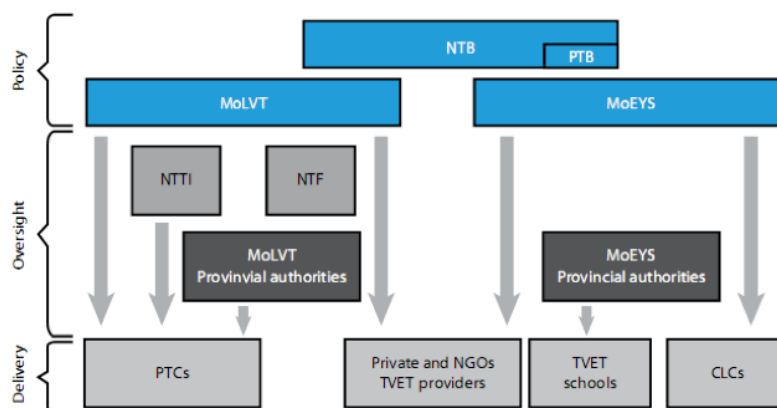 Policy
NTB
PTB
MoLVT
MoEYS
Oversight
NTTI
NTF
MoLVT
Provinvial authorities
MoEYS
Provincial authorities
Delivery
PTCs
Private and NGOs
TVET providers
TVET
schools
CLCs